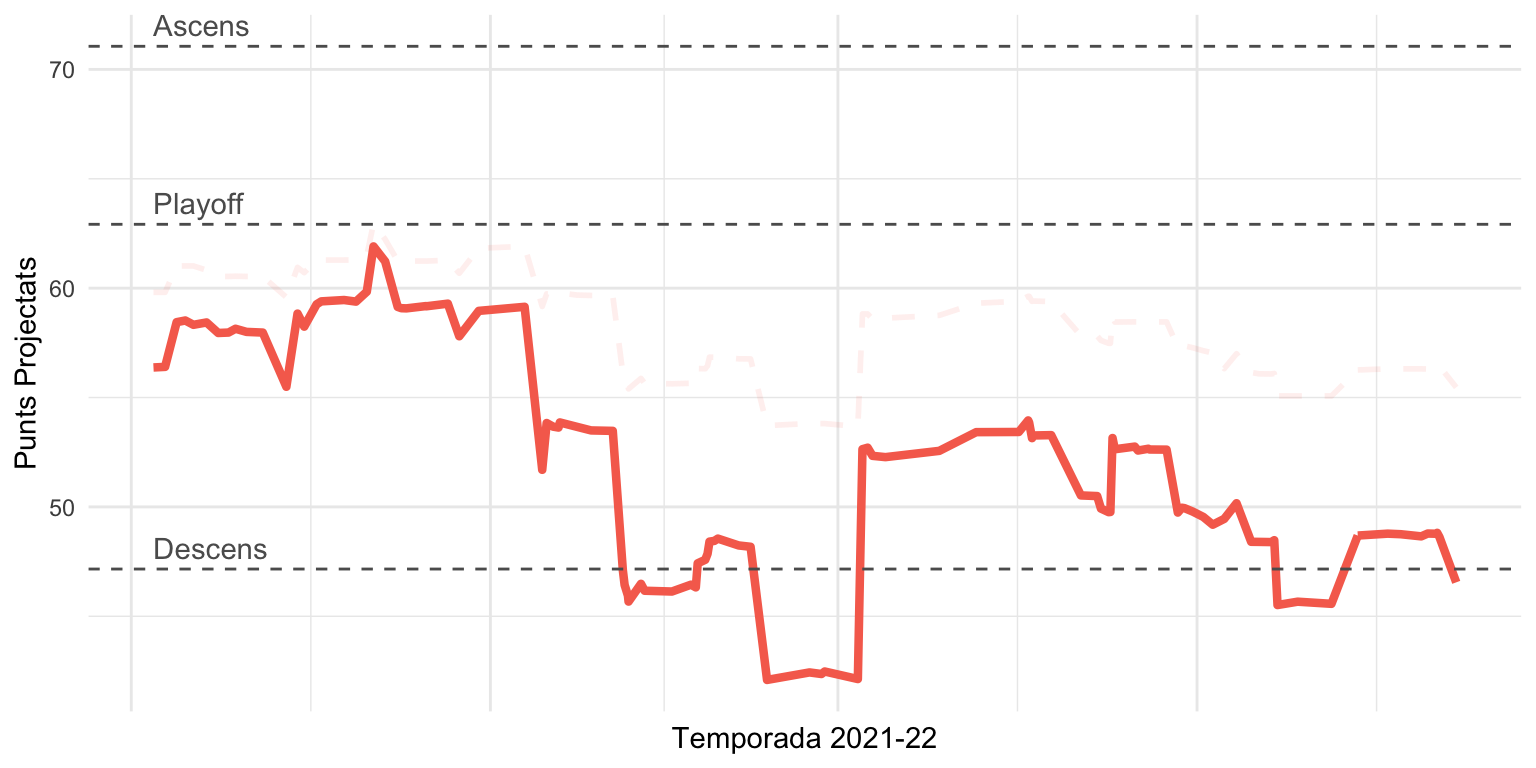 Ascens
70
Playoff
60
50
Descens
Punts Projectats
Temporada 2021-22